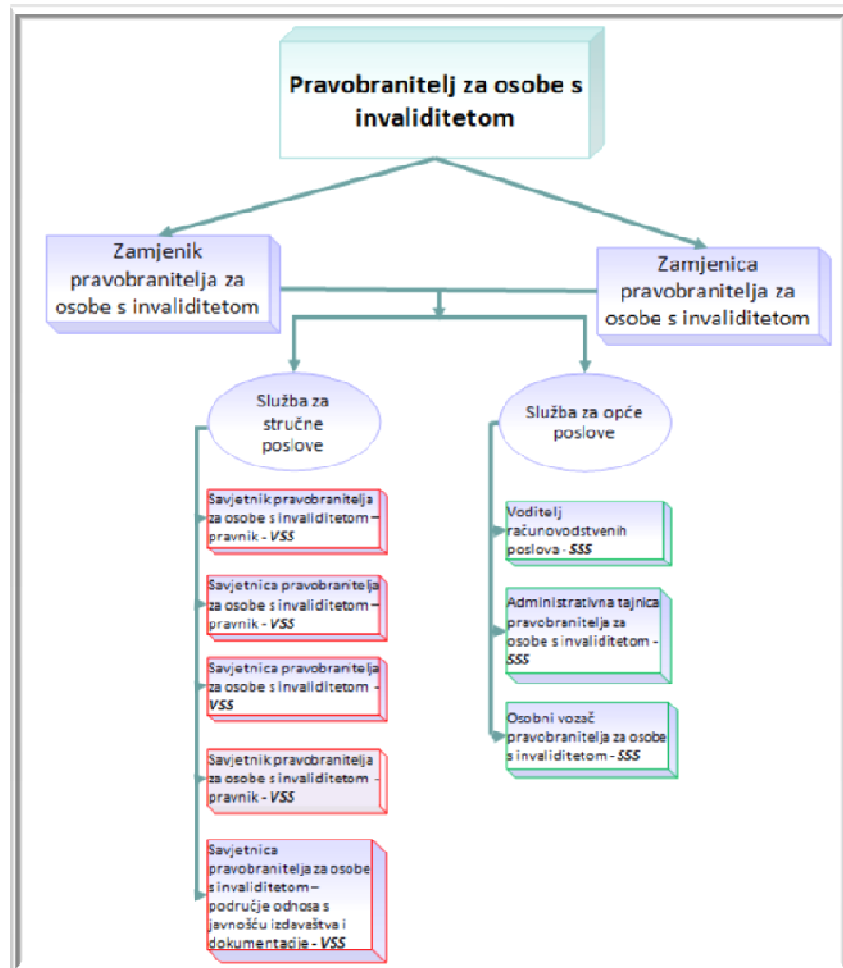 Pravobranitelj za osobe s
invaliditetom
Zamjenik
pravobranitelja za
osobe s invaliditetom
Zamjenica
pravobranitelja za
osobe s invaliditetom
Služba za
stručne
poslove
Savjetnik pravobranitelja
za osobe s invaliditetom –
pravnik - VSS
Savjetnica pravobranitelja
za osobe s invaliditetom –
pravnik - VSS
Savjetnica pravobranitelja
za osobe s invaliditetom -
VSS
Savjetnik pravobranitelja
za osobe s invaliditetom -
pravnik - VSS
Savjetnica
pravobranitelja za osobe
s invaliditetom –
područje odnosa s
javnošću izdavaštva i
dokumentacije - VSS
Služba za opće
poslove
Voditelj
računovodstvenih
poslova - SSS
Administrativna tajnica
pravobranitelja za
osobe s invaliditetom -
SSS
Osobni vozač
pravobranitelja za osobe
s invaliditetom - SSS